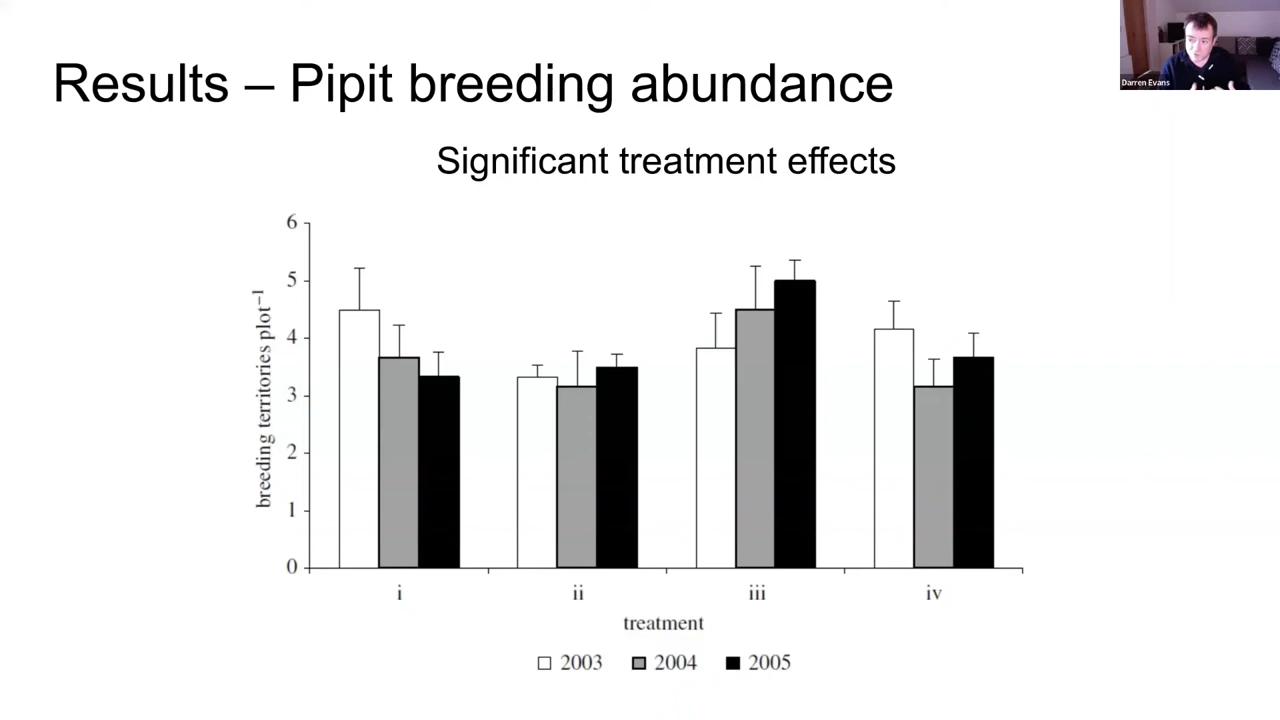 Results – Pipit breeding abundance
Darren Evans
Significant treatment effects
breeding territories plot⁻¹
6
5
4
3
2
1
0
i ii iii iv
treatment
2003 2004 2005